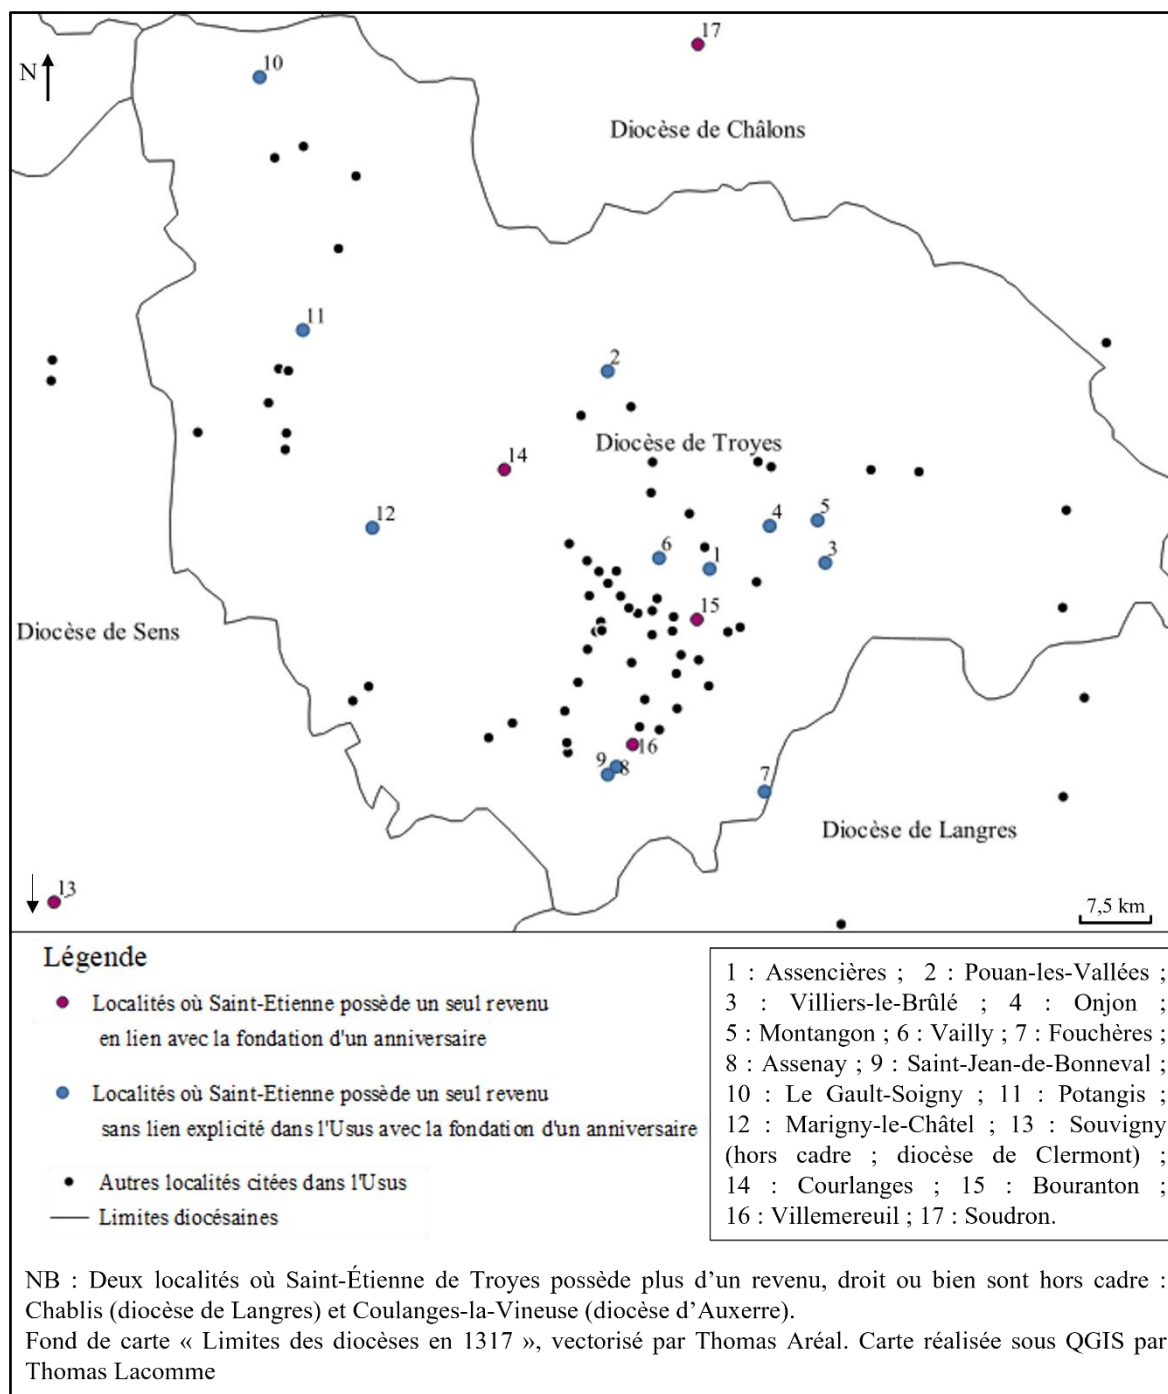 17
N
10
Diocèse de Châlons
11
2
Diocèse de Troyes
14
12
4
5
6
1
3
15
Diocèse de Sens
16
9
8
7
Diocèse de Langres
13
7,5 km
Légende
Localités où Saint-Etienne possède un seul revenu
en lien avec la fondation d'un anniversaire
Localités où Saint-Etienne possède un seul revenu
sans lien explicité dans l'Usus avec la fondation d'un anniversaire
Autres localités citées dans l'Usus
Limites diocésaines
1 : Assencières ; 2 : Pouan-les-Vallées ;
3 : Villiers-le-Brûlé ; 4 : Onjon ;
5 : Montangon ; 6 : Vailly ; 7 : Fouchères ;
8 : Assenay ; 9 : Saint-Jean-de-Bonneval ;
10 : Le Gault-Soigny ; 11 : Potangis ;
12 : Marigny-le-Châtel ; 13 : Souvigny
(hors cadre ; diocèse de Clermont) ;
14 : Courlanges ; 15 : Bouranton ;
16 : Villemereuil ; 17 : Soudron.
NB : Deux localités où Saint-Étienne de Troyes possède plus d’un revenu, droit ou bien sont hors cadre :
Chablis (diocèse de Langres) et Coulanges-la-Vineuse (diocèse d’Auxerre).
Fond de carte « Limites des diocèses en 1317 », vectorisé par Thomas Aréal. Carte réalisée sous QGIS par
Thomas Lacomme